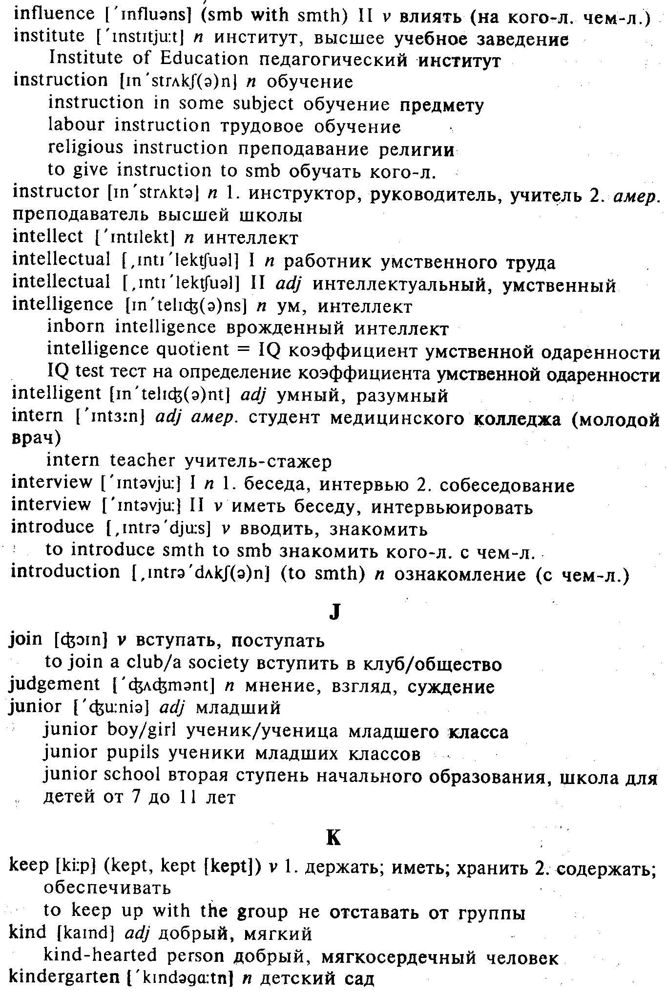 influence [ˈɪnfluəns] (smb with smth) II v влиять (на кого-л. чем-л.)
institute [ˈɪnstɪtjuːt] n институт, высшее учебное заведение
Institute of Education педагогический институт
instruction [ɪnˈstrʌkʃ(ə)n] n обучение
instruction in some subject обучение предмету
labour instruction трудовое обучение
religious instruction преподавание религии
to give instruction to smb обучать кого-л.
instructor [ɪnˈstrʌktə] n 1. инструктор, руководитель, учитель 2. амер.
преподаватель высшей школы
intellect [ˈɪntɪlekt] n интеллект
intellectual [ˌɪntɪˈlektʃuəl] I n работник умственного труда
intellectual [ˌɪntɪˈlektʃuəl] II adj интеллектуальный, умственный
intelligence [ɪnˈtelɪʤ(ə)ns] n ум, интеллект
inborn intelligence врожденный интеллект
intelligence quotient = IQ коэффициент умственной одаренности
IQ test тест на определение коэффициента умственной одаренности
intelligent [ɪnˈtelɪʤ(ə)nt] adj умный, разумный
intern [ˈɪntɜːn] adj амер. студент медицинского колледжа (молодой
врач)
intern teacher учитель-стажер
interview [ˈɪntəvjuː] I n 1. беседа, интервью 2. собеседование
interview [ˈɪntəvjuː] II v иметь беседу, интервьюировать
introduce [ˌɪntrəˈdjuːs] v вводить, знакомить
to introduce smth to smb знакомить кого-л. с чем-л.
introduction [ˌɪntrəˈdʌkʃ(ə)n] (to smth) n ознакомление (с чем-л.)
J
join [ʤɔɪn] v вступать, поступать
to join a club/a society вступить в клуб/общество
judgement [ˈʤʌʤmənt] n мнение, взгляд, суждение
junior [ˈʤuːniə] adj младший
junior boy/girl ученик/ученица младшего класса
junior pupils ученики младших классов
junior school вторая ступень начального образования, школа для
детей от 7 до 11 лет
K
keep [kiːp] (kept, kept [kept]) v 1. держать; иметь; хранить 2. содержать;
обеспечивать
to keep up with the group не отставать от группы
kind [kaɪnd] adj добрый, мягкий
kind-hearted person добрый, мягкосердечный человек
kindergarten [ˈkɪndəgɑːtn] n детский сад